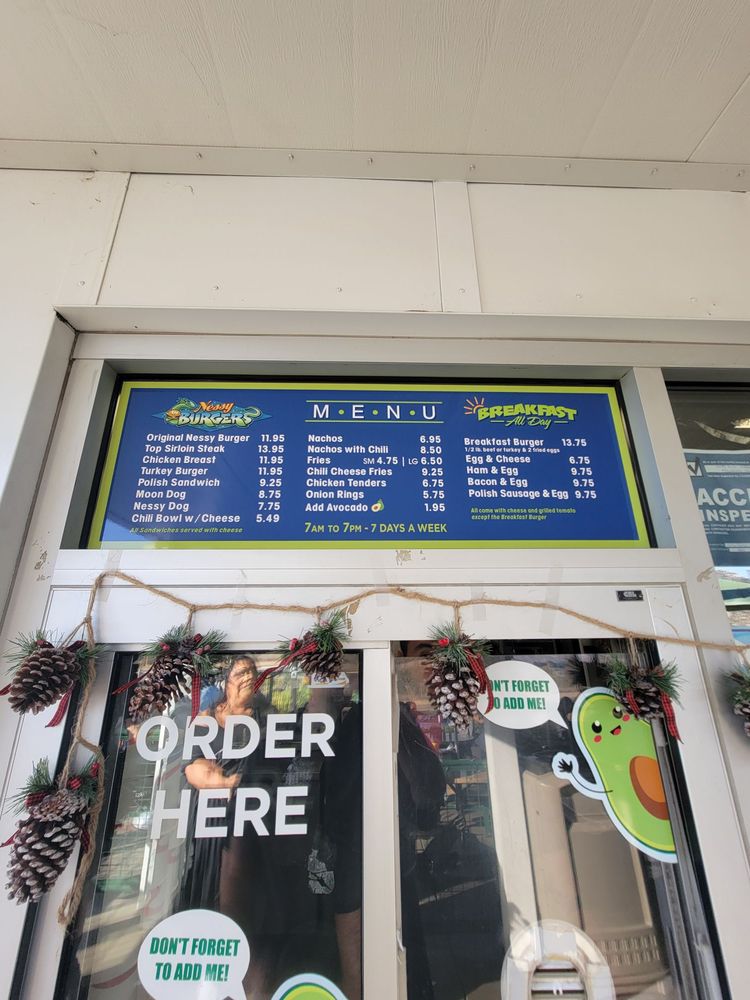 Nessy
BURGERS
Original Nessy Burger 11.95
Top Sirloin Steak 13.95
Chicken Breast 11.95
Turkey Burger 11.95
Polish Sandwich 9.25
Moon Dog 8.75
Nessy Dog 7.75
Chili Bowl w/Cheese 5.49
All Sandwiches served with cheese
M•E•N•U
Nachos 6.95
Nachos with Chili 8.50
Fries SM 4.75 | LG 6.50
Chili Cheese Fries 9.25
Chicken Tenders 6.75
Onion Rings 5.75
Add Avocado 1.95
7AM TO 7PM - 7 DAYS A WEEK
BREAKFAST
All Day
Breakfast Burger 13.75
1/2 lb. beef or turkey & 2 fried eggs
Egg & Cheese 6.75
Ham & Egg 9.75
Bacon & Egg 9.75
Polish Sausage & Egg 9.75
All come with cheese and grilled tomato
except the Breakfast Burger
ACC
INSPE
ORDER
HERE
ON'T FORGET
TO ADD ME!
DON'T FORGET
TO ADD ME!